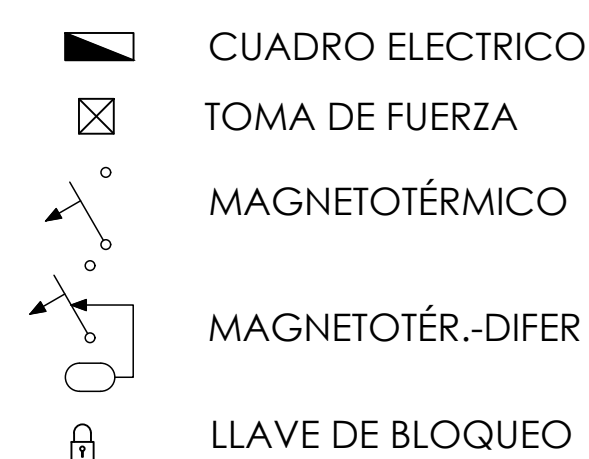 CUADRO ELECTRICO
TOMA DE FUERZA
MAGNETOTÉRMICO
MAGNETOTÉR.-DIFER
LLAVE DE BLOQUEO